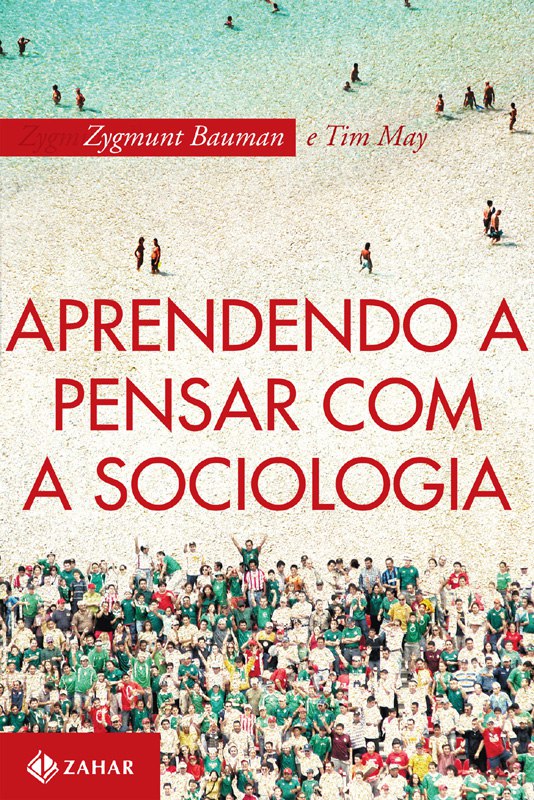 Zygmunt Bauman e Tim May
APRENDENDO A
PENSAR COM
A SOCIOLOGIA
ZAHAR